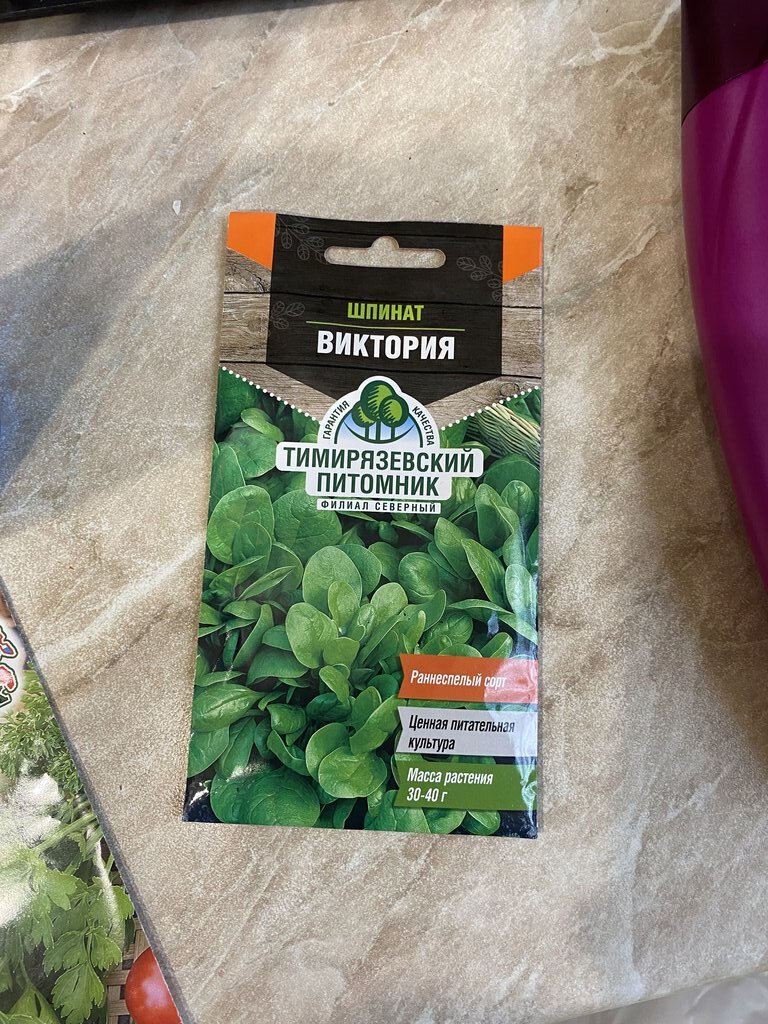 ШПИНАТ
ВИКТОРИЯ
ГАРАНТИЯ КАЧЕСТВА
ТИМИРЯЗЕВСКИЙ
ПИТОМНИК
ФИЛИАЛ СЕВЕРНЫЙ
Раннеспелый сорт
Ценная питательная
культура
Масса растения
30-40 г